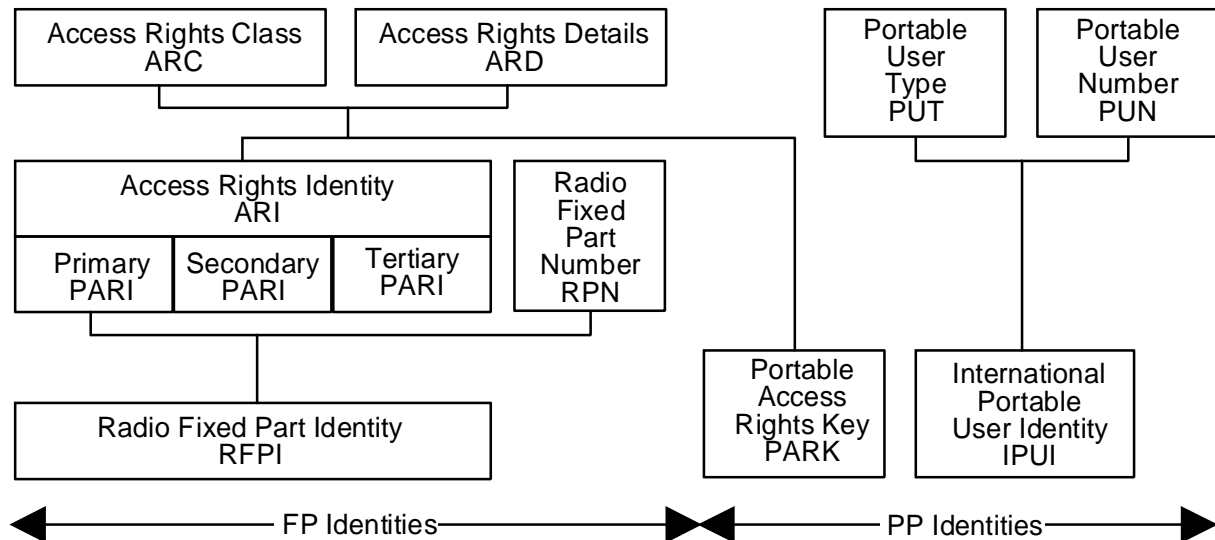 Access Rights Class
ARC
Access Rights Details
ARD
Portable
User
Type
PUT
Portable
User
Number
PUN
Access Rights Identity
ARI
Primary
PARI
Secondary
PARI
Tertiary
PARI
Radio
Fixed
Part
Number
RPN
Radio Fixed Part Identity
RFPI
Portable
Access
Rights Key
PARK
International
Portable
User Identity
IPUI
FP Identities
PP Identities